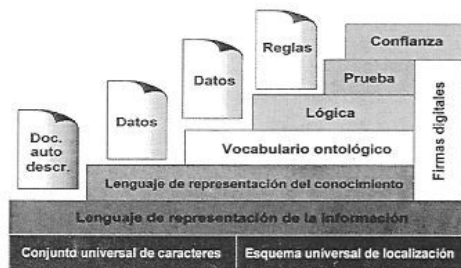 Confianza
Reglas
Prueba
Datos
Lógica
Datos
Firmas digitales
Doc.
auto
descr.
Vocabulario ontológico
Lenguaje de representación del conocimiento
Lenguaje de representación de la información
Conjunto universal de caracteres
Esquema universal de localización